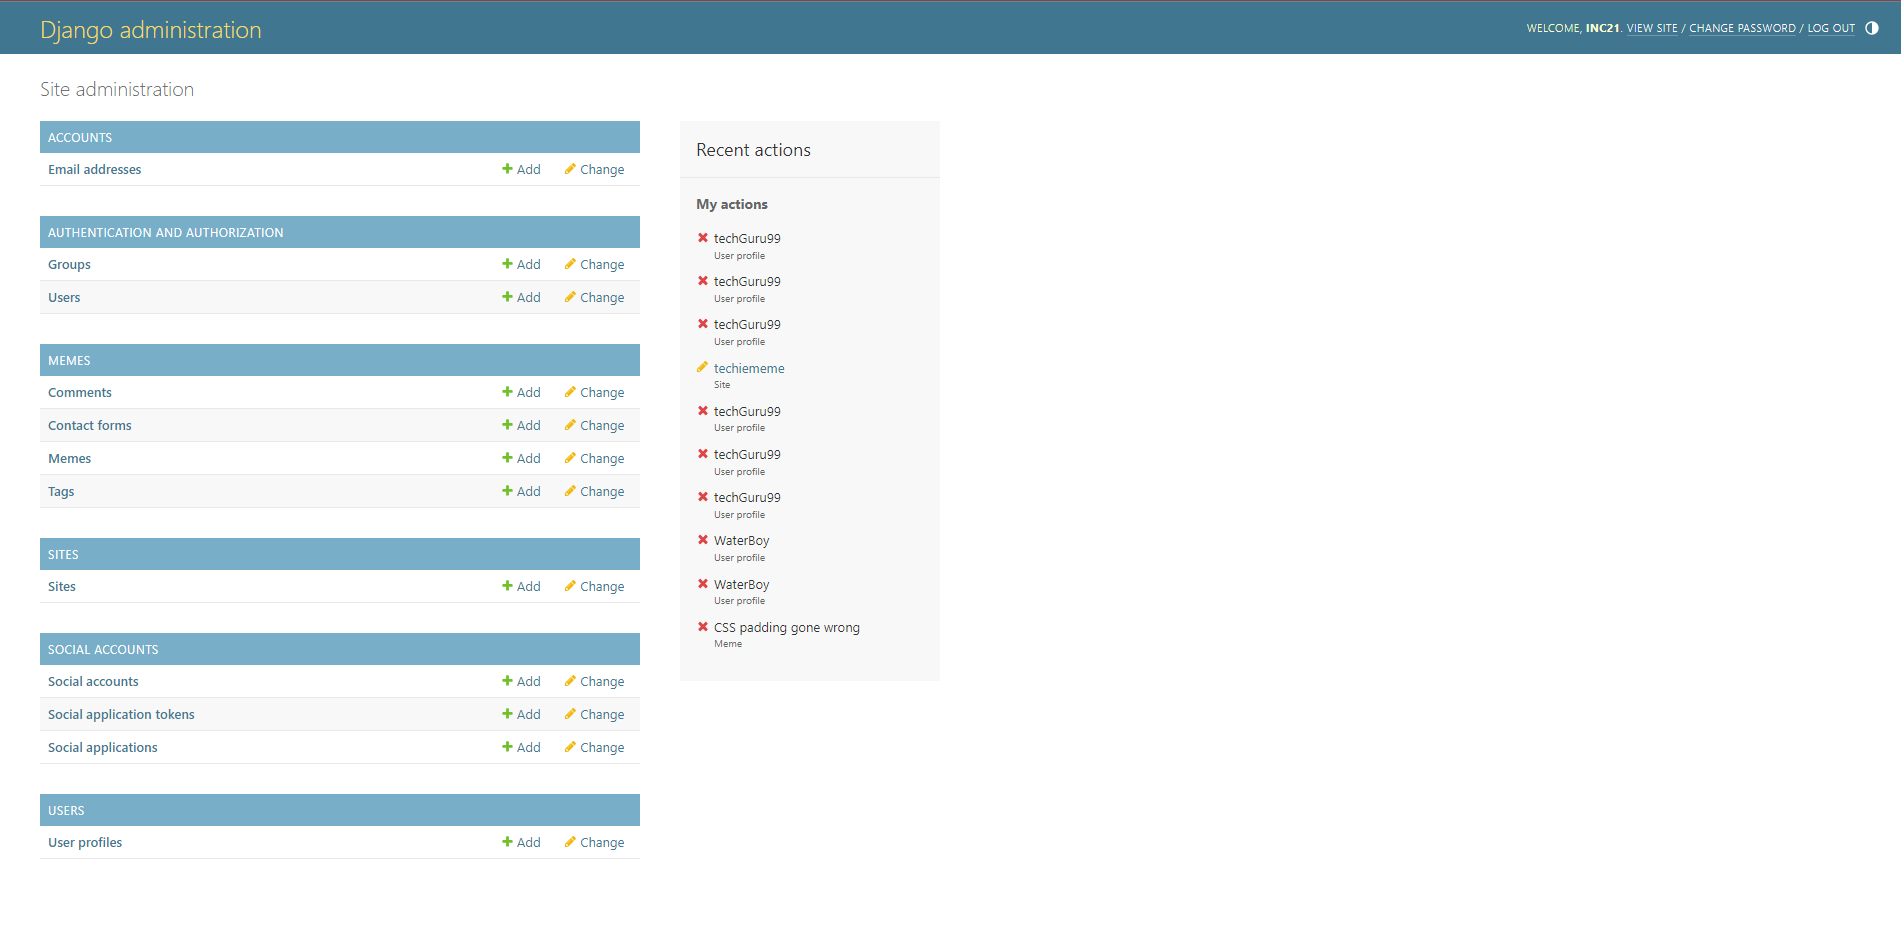 Django administration
WELCOME, INC21. VIEW SITE / CHANGE PASSWORD / LOG OUT
Site administration
ACCOUNTS
Email addresses Add Change
AUTHENTICATION AND AUTHORIZATION
Groups Add Change
Users Add Change
MEMES
Comments Add Change
Contact forms Add Change
Memes Add Change
Tags Add Change
SITES
Sites Add Change
SOCIAL ACCOUNTS
Social accounts Add Change
Social application tokens Add Change
Social applications Add Change
USERS
User profiles Add Change
Recent actions
My actions
techGuru99
User profile
techGuru99
User profile
techGuru99
User profile
techiememe
Site
techGuru99
User profile
techGuru99
User profile
techGuru99
User profile
WaterBoy
User profile
WaterBoy
User profile
CSS padding gone wrong
Meme